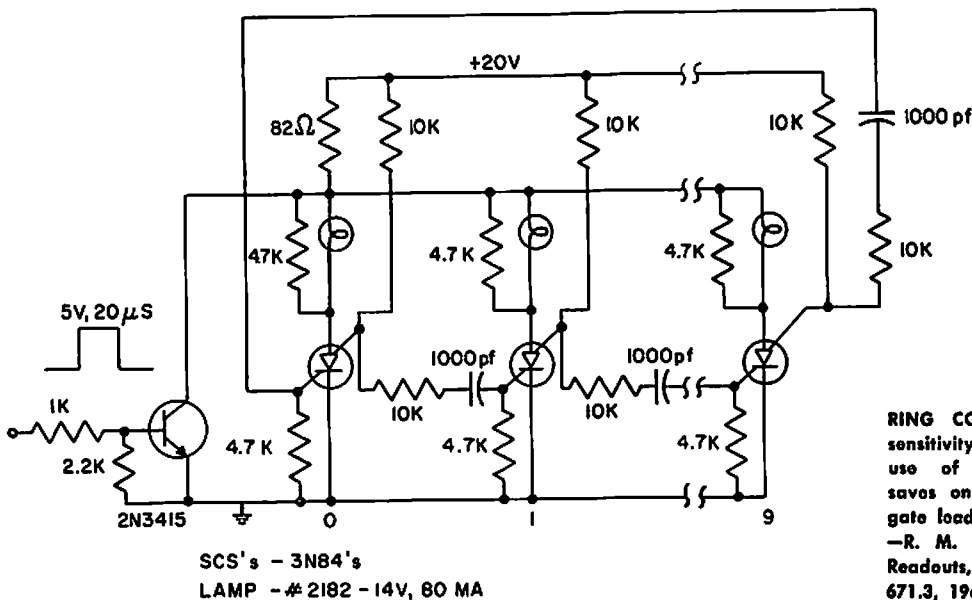 +20V
82Ω
10K
10K
10K
1000 pf
47K
4.7K
4.7K
10K
5V, 20 μS
1000pf
1000pf
1K
10K
10K
2.2K
4.7 K
4.7K
4.7K
2N3415
0
1
9
SCS's - 3N84's
LAMP - #2182 - 14V, 80 MA
RING CO
sensitivity
use of
saves on
gate load
—R. M.
Readouts,
671.3, 19